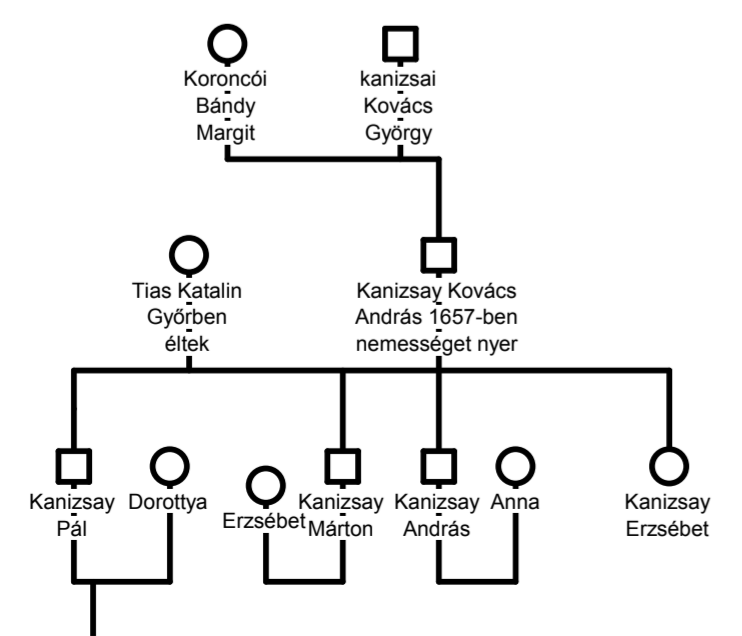 Koroncói
Bándy
Margit
kanizsai
Kovács
György
Tias Katalin
Győrben
éltek
Kanizsay Kovács
András 1657-ben
nemességet nyer
Kanizsay
Pál
Dorottya
Erzsébet
Kanizsay
Márton
Kanizsay
András
Anna
Kanizsay
Erzsébet